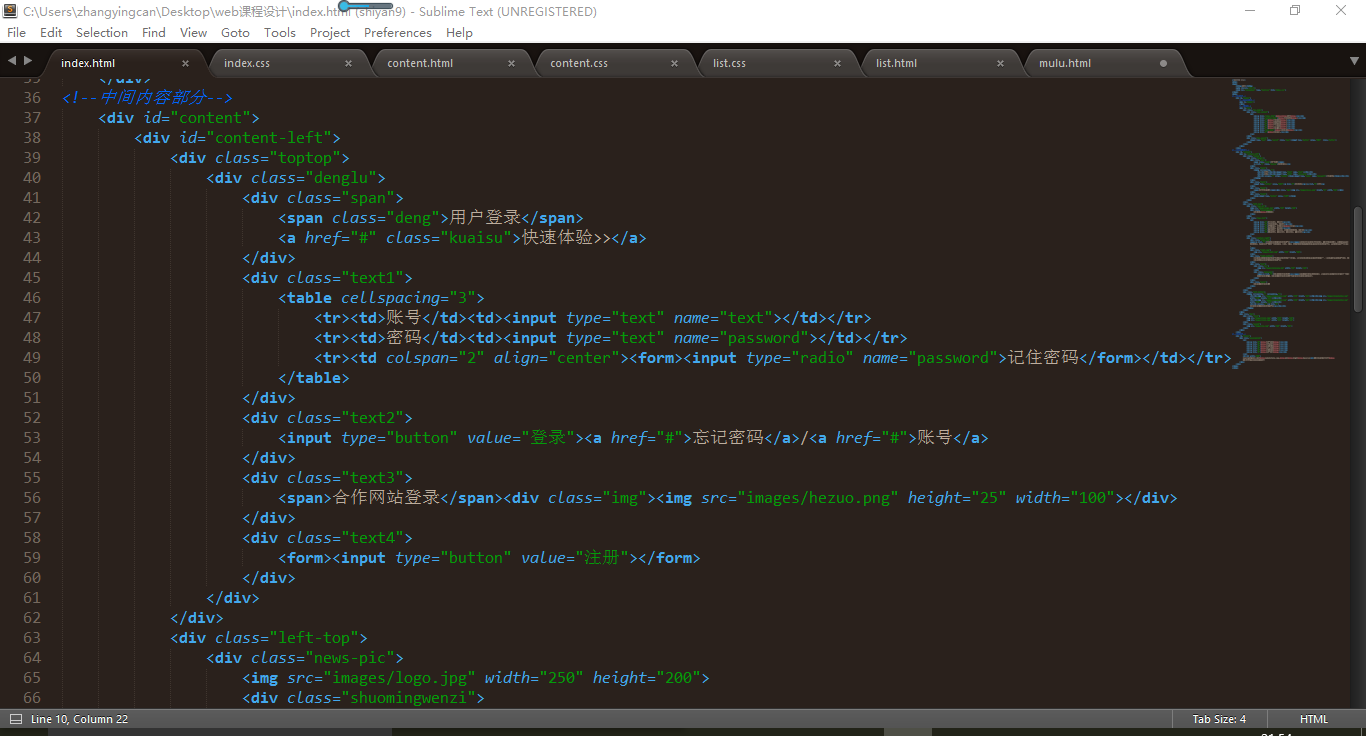 C:\Users\zhangyingcan\Desktop\web课程设计\index.html (shiyan9) - Sublime Text (UNREGISTERED)
File Edit Selection Find View Goto Tools Project Preferences Help
index.html × index.css × content.html × content.css × list.css × list.html × mulu.html
35 </div>
36 <!--中间内容部分-->
37 <div id="content">
38 <div id="content-left">
39 <div class="toptop">
40 <div class="denglu">
41 <div class="span">
42 <span class="deng">用户登录</span>
43 <a href="#" class="kuaisu">快速体验>></a>
44 </div>
45 <div class="text1">
46 <table cellspacing="3">
47 <tr><td>账号</td><td><input type="text" name="text"></td></tr>
48 <tr><td>密码</td><td><input type="text" name="password"></td></tr>
49 <tr><td colspan="2" align="center"><form><input type="radio" name="password">记住密码</form></td></tr>
50 </table>
51 </div>
52 <div class="text2">
53 <input type="button" value="登录"><a href="#">忘记密码</a>/<a href="#">账号</a>
54 </div>
55 <div class="text3">
56 <span>合作网站登录</span><div class="img"><img src="images/hezuo.png" height="25" width="100"></div>
57 </div>
58 <div class="text4">
59 <form><input type="button" value="注册"></form>
60 </div>
61 </div>
62 </div>
63 <div class="left-top">
64 <div class="news-pic">
65 <img src="images/logo.jpg" width="250" height="200">
66 <div class="shuomingwenzi">
Line 10, Column 22 Tab Size: 4 HTML